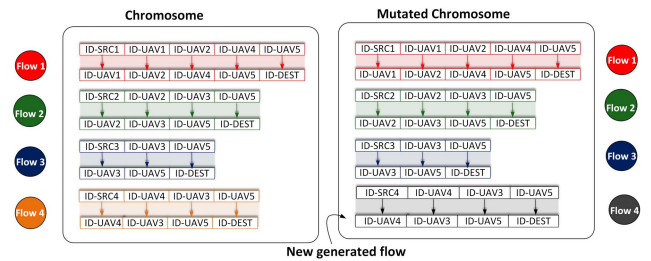 Chromosome
Flow 1
ID-SRC1 ID-UAV1 ID-UAV2 ID-UAV4 ID-UAV5
ID-UAV1 ID-UAV2 ID-UAV4 ID-UAV5 ID-DEST
Flow 2
ID-SRC2 ID-UAV2 ID-UAV3 ID-UAV5
ID-UAV2 ID-UAV3 ID-UAV5 ID-DEST
Flow 3
ID-SRC3 ID-UAV3 ID-UAV5
ID-UAV3 ID-UAV5 ID-DEST
Flow 4
ID-SRC4 ID-UAV4 ID-UAV3 ID-UAV5
ID-UAV4 ID-UAV3 ID-UAV5 ID-DEST
Mutated Chromosome
ID-SRC1 ID-UAV1 ID-UAV2 ID-UAV4 ID-UAV5
ID-UAV1 ID-UAV2 ID-UAV4 ID-UAV5 ID-DEST
Flow 1
ID-SRC2 ID-UAV2 ID-UAV3 ID-UAV5
ID-UAV2 ID-UAV3 ID-UAV5 ID-DEST
Flow 2
ID-SRC3 ID-UAV3 ID-UAV5
ID-UAV3 ID-UAV5 ID-DEST
Flow 3
ID-SRC4 ID-UAV4 ID-UAV3 ID-UAV5
ID-UAV4 ID-UAV3 ID-UAV5 ID-DEST
Flow 4
New generated flow